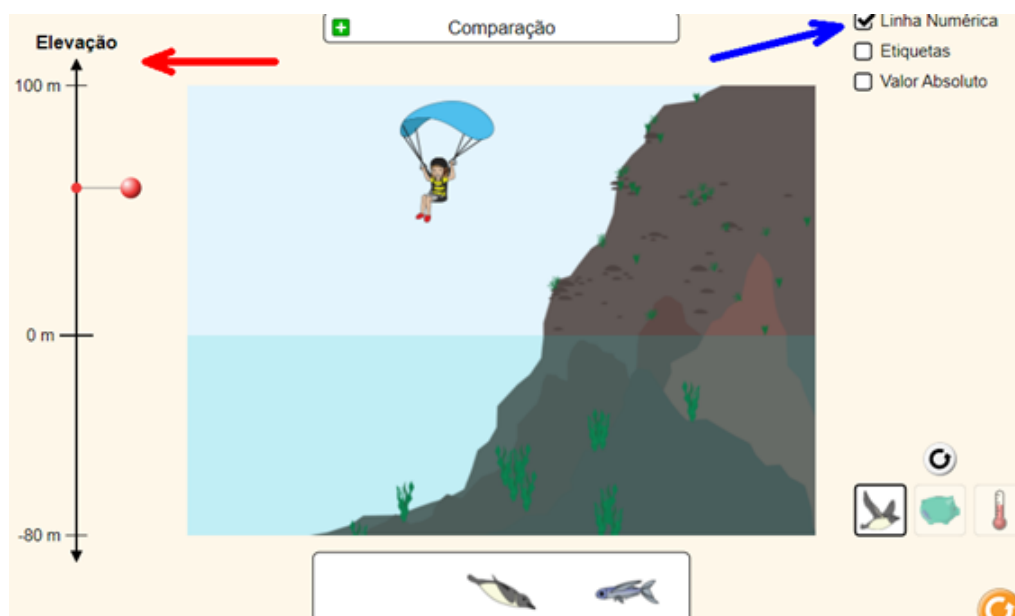 Comparação
Linha Numérica
Etiquetas
Valor Absoluto
Elevação
100 m
0 m
-80 m